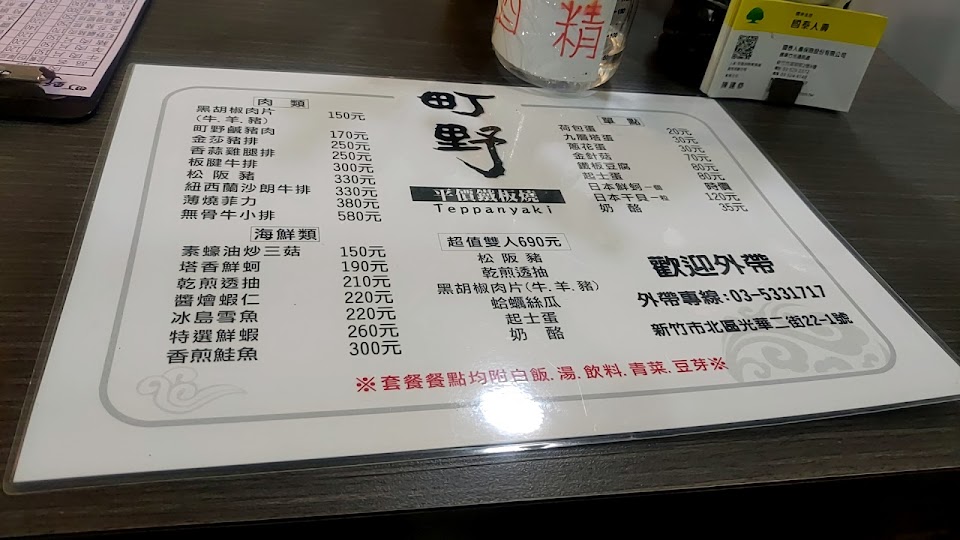 酒精
國泰人壽
町野
平價鐵板燒
Teppanyaki
肉 類
黑胡椒肉片 150元
(牛.羊.豬)
町野鹹豬肉 170元
金莎豬排 250元
香蒜雞腿排 250元
板腱牛排 300元
松阪豬 330元
紐西蘭沙朗牛排 330元
薄燒菲力 380元
無骨牛小排 580元
海鮮類
素蠔油炒三菇 150元
塔香鮮蚵 190元
乾煎透抽 210元
醬燴蝦仁 220元
冰島雪魚 220元
特選鮮蝦 260元
香煎鮭魚 300元
超值雙人690元
松阪豬
乾煎透抽
黑胡椒肉片(牛.羊.豬)
蛤蠣絲瓜
起士蛋
奶 酪
單 點
荷包蛋 20元
九層塔蛋 30元
蔥花蛋 30元
金針菇 70元
鐵板豆腐 80元
起士蛋 80元
日本鮮蚵一個 時價
日本干貝一粒 120元
奶 酪 35元
歡迎外帶
外帶專線:03-5331717
新竹市北區光華二街22-1號
※套餐餐點均附白飯.湯.飲料.青菜.豆芽※